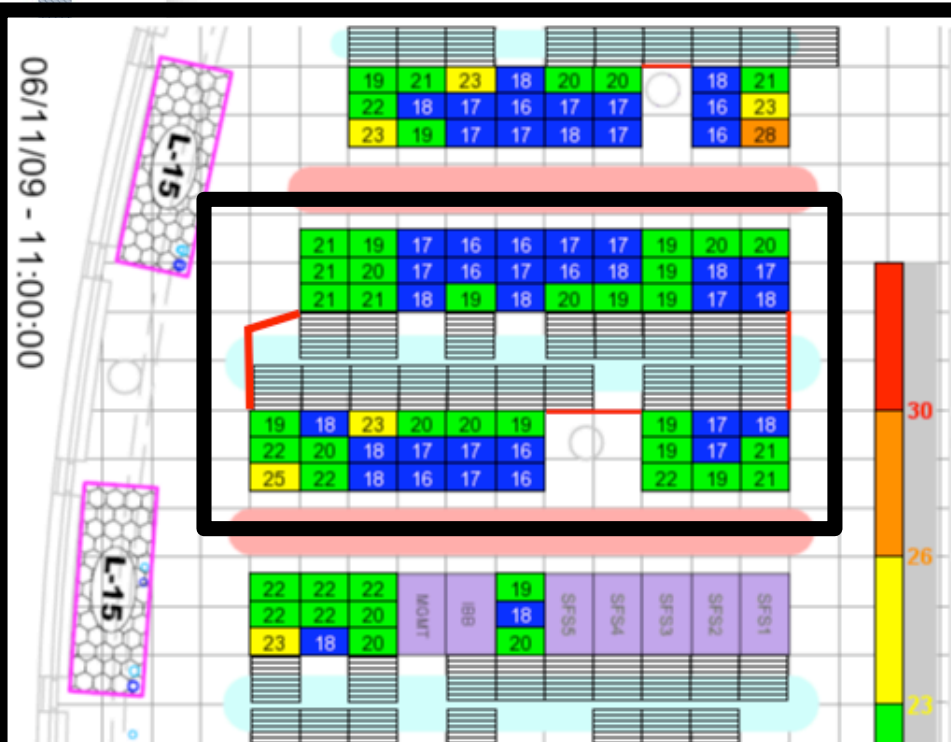 06/11/09 - 11:00:00
L-15
19 21 23 18 20 20 18 21
22 18 17 16 17 17 16 23
23 19 17 17 18 17 16 28
21 19 17 16 16 17 17 19 20 20
21 20 17 16 17 16 18 19 18 17
21 21 18 19 18 20 19 19 17 18
19 18 23 20 20 19 19 17 18
22 20 18 17 17 16 19 17 21
25 22 18 16 17 16 22 19 21
30
L-15
26
22 22 22 MGMT IBB 19 SFS5 SFS4 SFS3 SFS2 SFS1
22 22 20 18
23 18 20 20
23